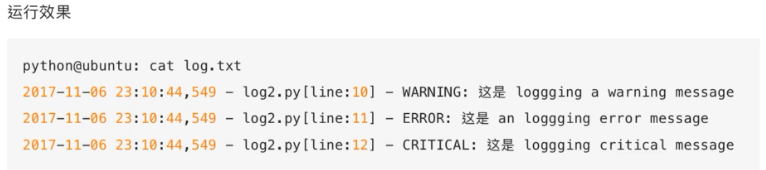 运行效果
python@ubuntu: cat log.txt
2017-11-06 23:10:44,549 - log2.py[line:10] - WARNING: 这是 loggging a warning message
2017-11-06 23:10:44,549 - log2.py[line:11] - ERROR: 这是 an loggging error message
2017-11-06 23:10:44,549 - log2.py[line:12] - CRITICAL: 这是 loggging critical message